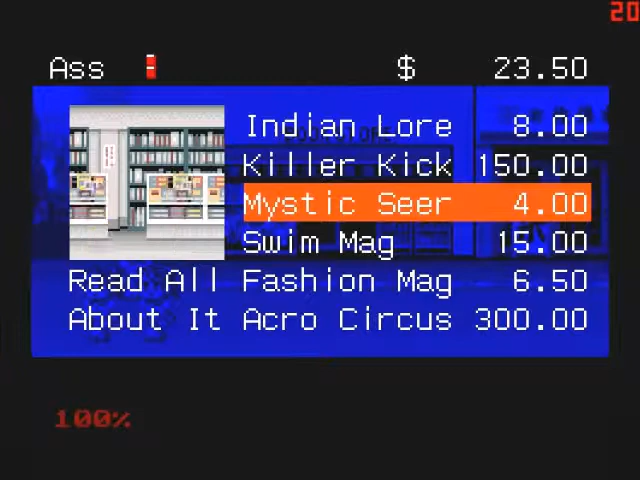 20
Ass $ 23.50
Indian Lore 8.00
Killer Kick 150.00
Mystic Seer 4.00
Swim Mag 15.00
Read All Fashion Mag 6.50
About It Acro Circus 300.00
100%